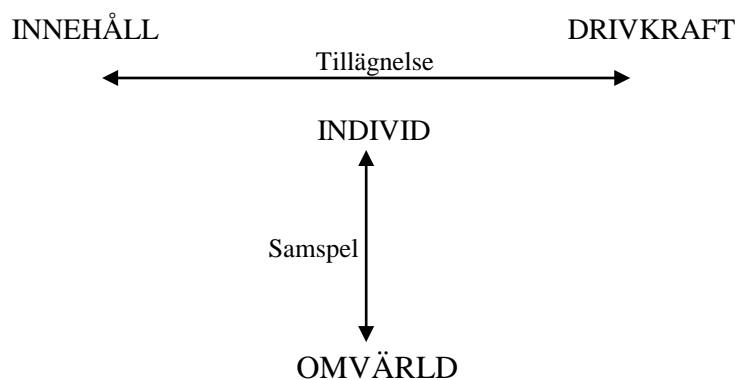 INNEHÅLL DRIVKRAFT
Tillägnelse
INDIVID
Samspel
OMVÄRLD